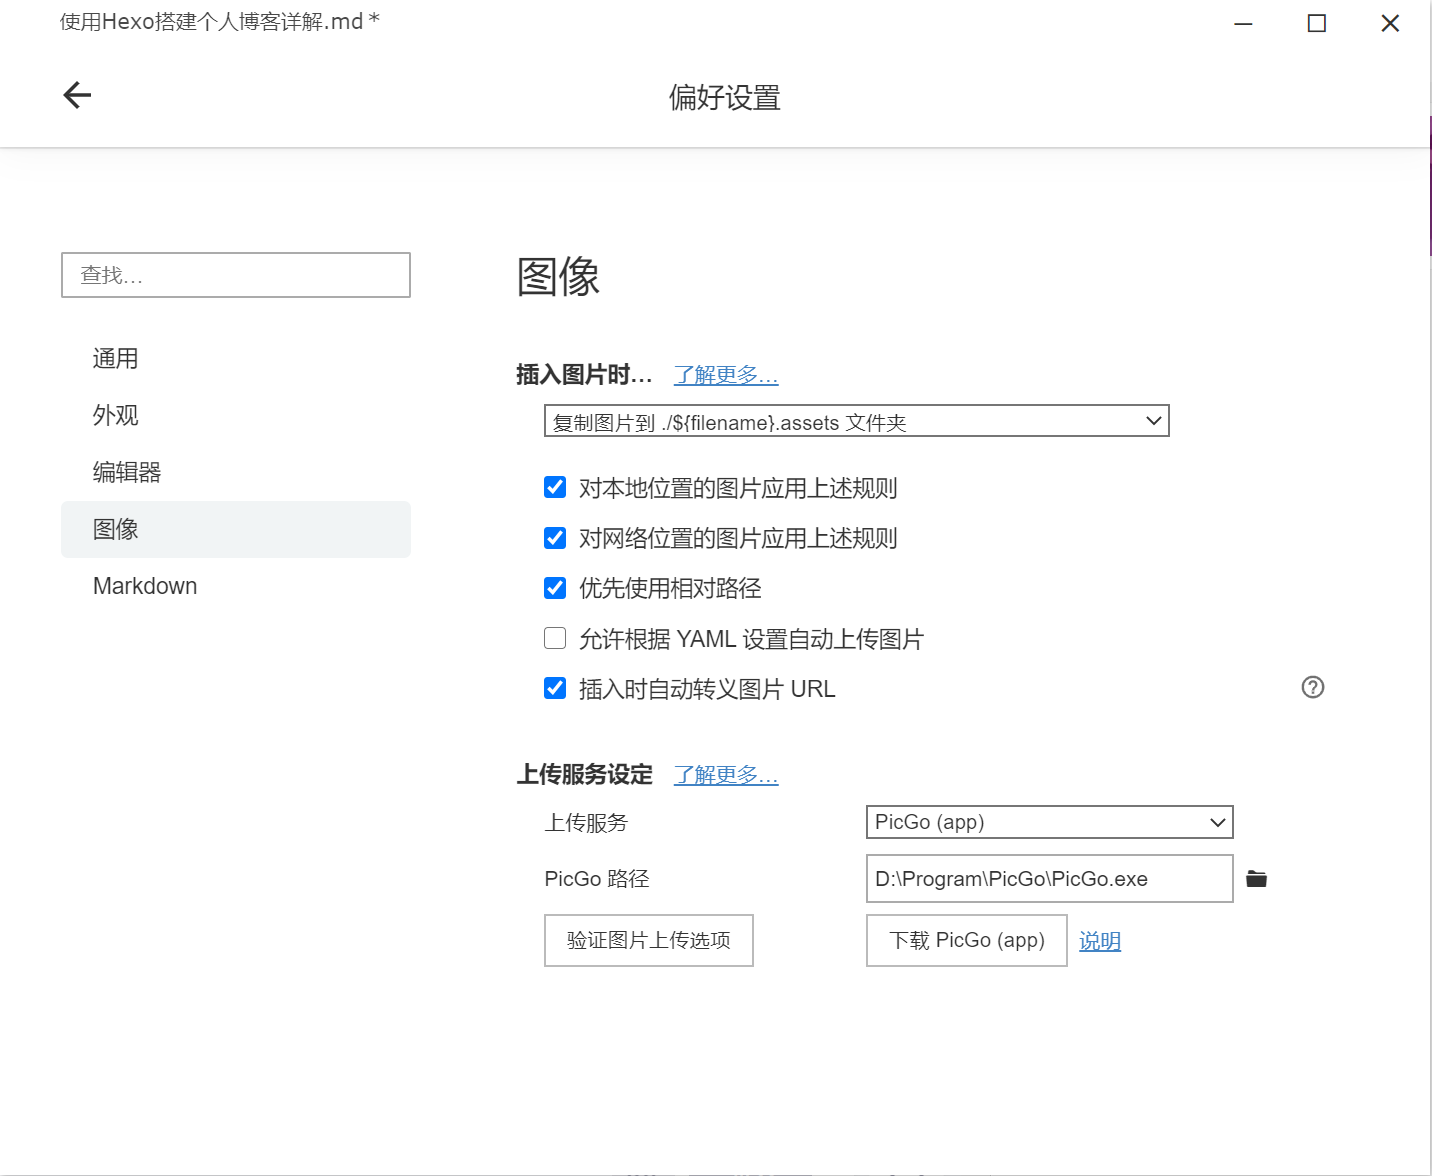 使用Hexo搭建个人博客详解.md *
偏好设置
查找...
通用
外观
编辑器
图像
Markdown
图像
插入图片时... 了解更多...
复制图片到 ./${filename}.assets 文件夹
对本地位置的图片应用上述规则
对网络位置的图片应用上述规则
优先使用相对路径
允许根据 YAML 设置自动上传图片
插入时自动转义图片 URL
上传服务设定 了解更多...
上传服务 PicGo (app)
PicGo 路径 D:\Program\PicGo\PicGo.exe
验证图片上传选项 下载 PicGo (app) 说明